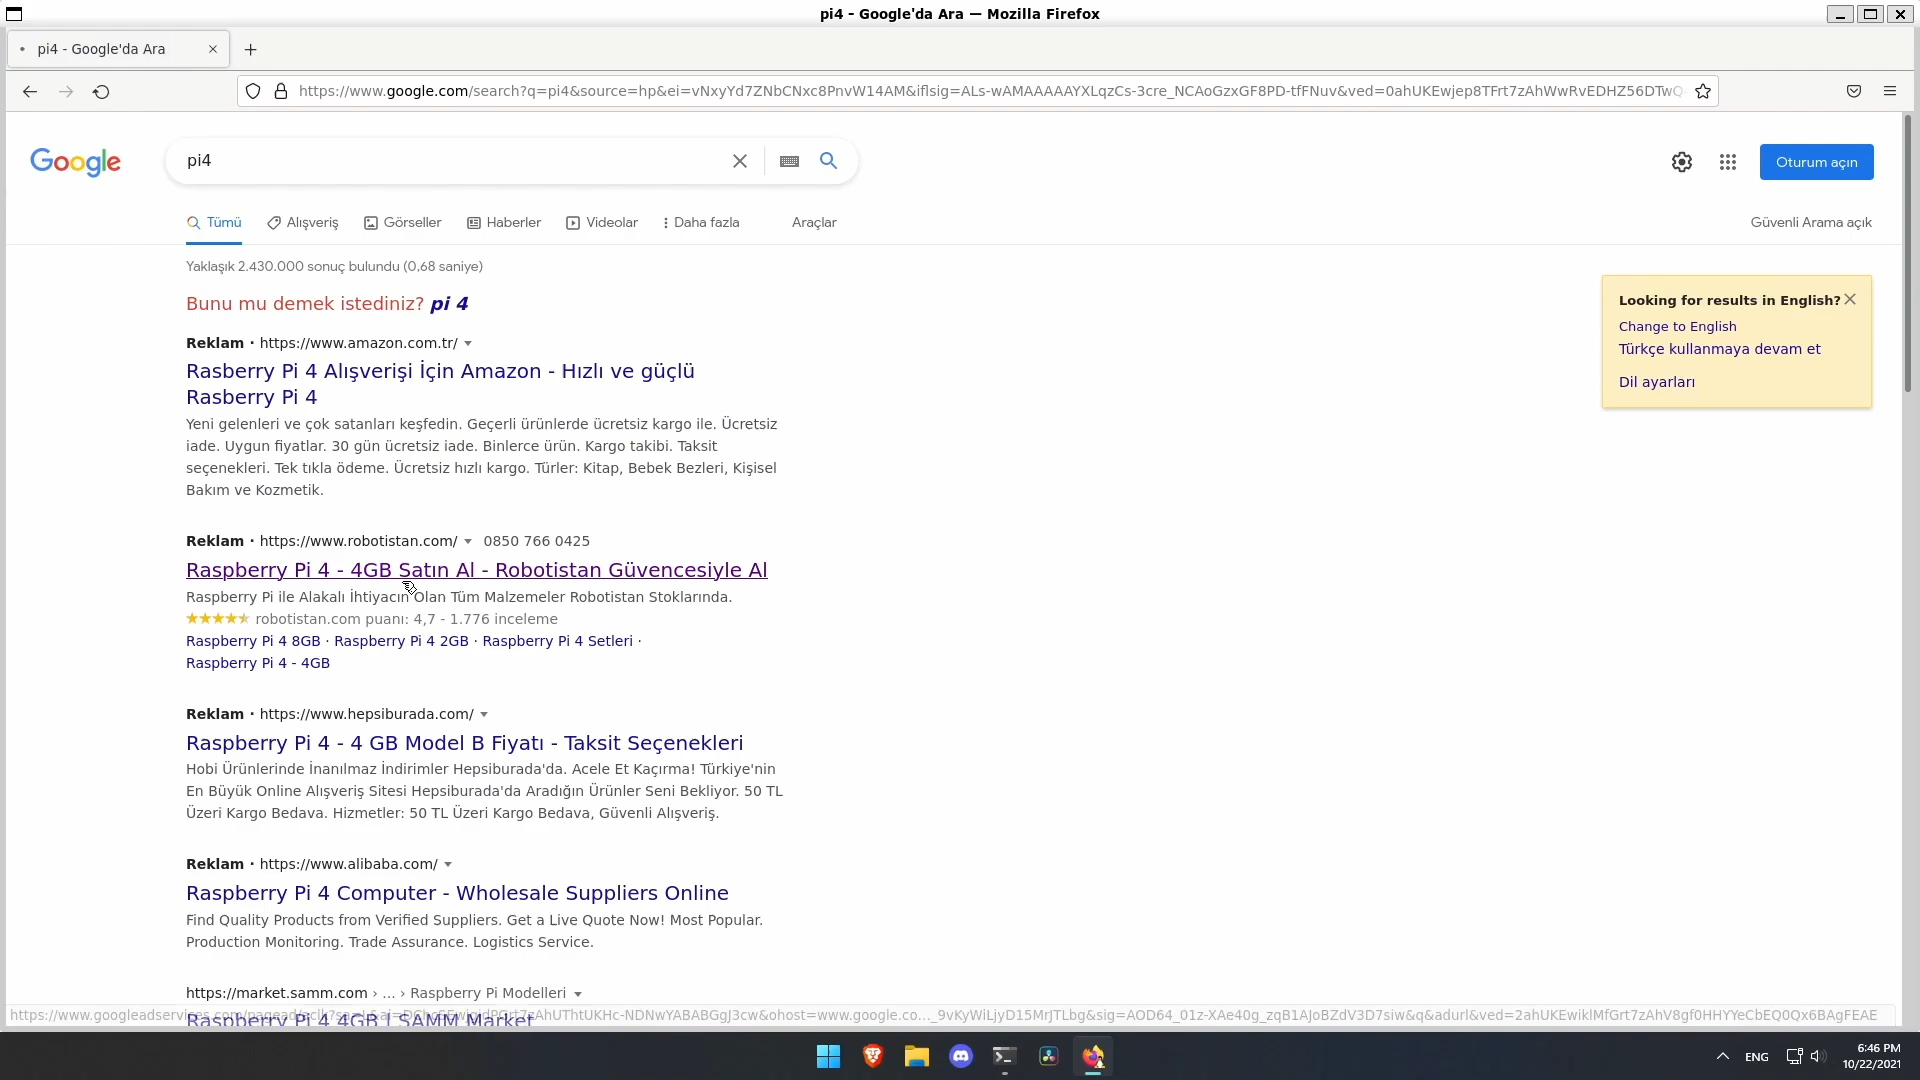 pi4 - Google'da Ara — Mozilla Firefox
pi4 - Google'da Ara
https://www.google.com/search?q=pi4&source=hp&ei=vNxyYd7ZNbCNxc8PnvW14AM&iflsig=ALs-wAMAAAAAYXLqzCs-3cre_NCAoGzxGF8PD-tfFNuv&ved=0ahUKEwjep8TFrt7zAhWwRvEDHZ56DTwQ
Google
pi4
Oturum açın
Tümü
Alışveriş
Görseller
Haberler
Videolar
Daha fazla
Araçlar
Güvenli Arama açık
Yaklaşık 2.430.000 sonuç bulundu (0,68 saniye)
Bunu mu demek istediniz? pi 4
Reklam · https://www.amazon.com.tr/
Rasberry Pi 4 Alışverişi İçin Amazon - Hızlı ve güçlü
Rasberry Pi 4
Yeni gelenleri ve çok satanları keşfedin. Geçerli ürünlerde ücretsiz kargo ile. Ücretsiz
iade. Uygun fiyatlar. 30 gün ücretsiz iade. Binlerce ürün. Kargo takibi. Taksit
seçenekleri. Tek tıkla ödeme. Ücretsiz hızlı kargo. Türler: Kitap, Bebek Bezleri, Kişisel
Bakım ve Kozmetik.
Reklam · https://www.robotistan.com/ 0850 766 0425
Raspberry Pi 4 - 4GB Satın Al - Robotistan Güvencesiyle Al
Raspberry Pi ile Alakalı İhtiyacın Olan Tüm Malzemeler Robotistan Stoklarında.
robotistan.com puanı: 4,7 - 1.776 inceleme
Raspberry Pi 4 8GB · Raspberry Pi 4 2GB · Raspberry Pi 4 Setleri ·
Raspberry Pi 4 - 4GB
Reklam · https://www.hepsiburada.com/
Raspberry Pi 4 - 4 GB Model B Fiyatı - Taksit Seçenekleri
Hobi Ürünlerinde İnanılmaz İndirimler Hepsiburada'da. Acele Et Kaçırma! Türkiye'nin
En Büyük Online Alışveriş Sitesi Hepsiburada'da Aradığın Ürünler Seni Bekliyor. 50 TL
Üzeri Kargo Bedava. Hizmetler: 50 TL Üzeri Kargo Bedava, Güvenli Alışveriş.
Reklam · https://www.alibaba.com/
Raspberry Pi 4 Computer - Wholesale Suppliers Online
Find Quality Products from Verified Suppliers. Get a Live Quote Now! Most Popular.
Production Monitoring. Trade Assurance. Logistics Service.
https://market.samm.com › ... › Raspberry Pi Modelleri
Raspberry Pi 4 4GB | SAMM Market
Looking for results in English?
Change to English
Türkçe kullanmaya devam et
Dil ayarları
ENG
6:46 PM
10/22/2021